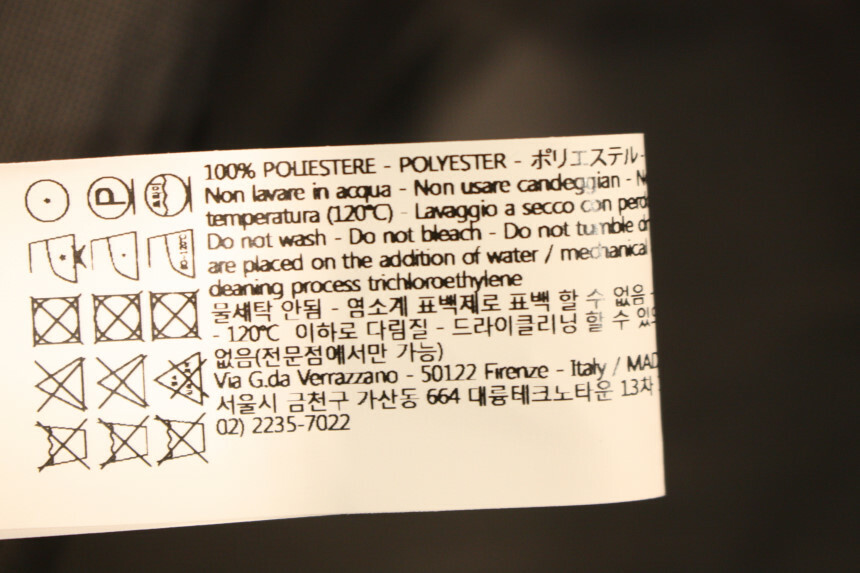 100% POLIESTERE - POLYESTER - ポリエステル-
Non lavare in acqua - Non usare candeggian -
temperatura (120°C) - Lavaggio a secco con
Do not wash - Do not bleach - Do not tumble
are placed on the addition of water / mechanical
cleaning process trichloroethylene
물세탁 안됨 - 염소계 표백제로 표백 할 수 없음 -
- 120°C 이하로 다림질 - 드라이클리닝 할 수
없음(전문점에서만 가능)
Via G.da Verrazzano - 50122 Firenze - Italy /
서울시 금천구 가산동 664 대륭테크노타운 13차
02) 2235-7022
P